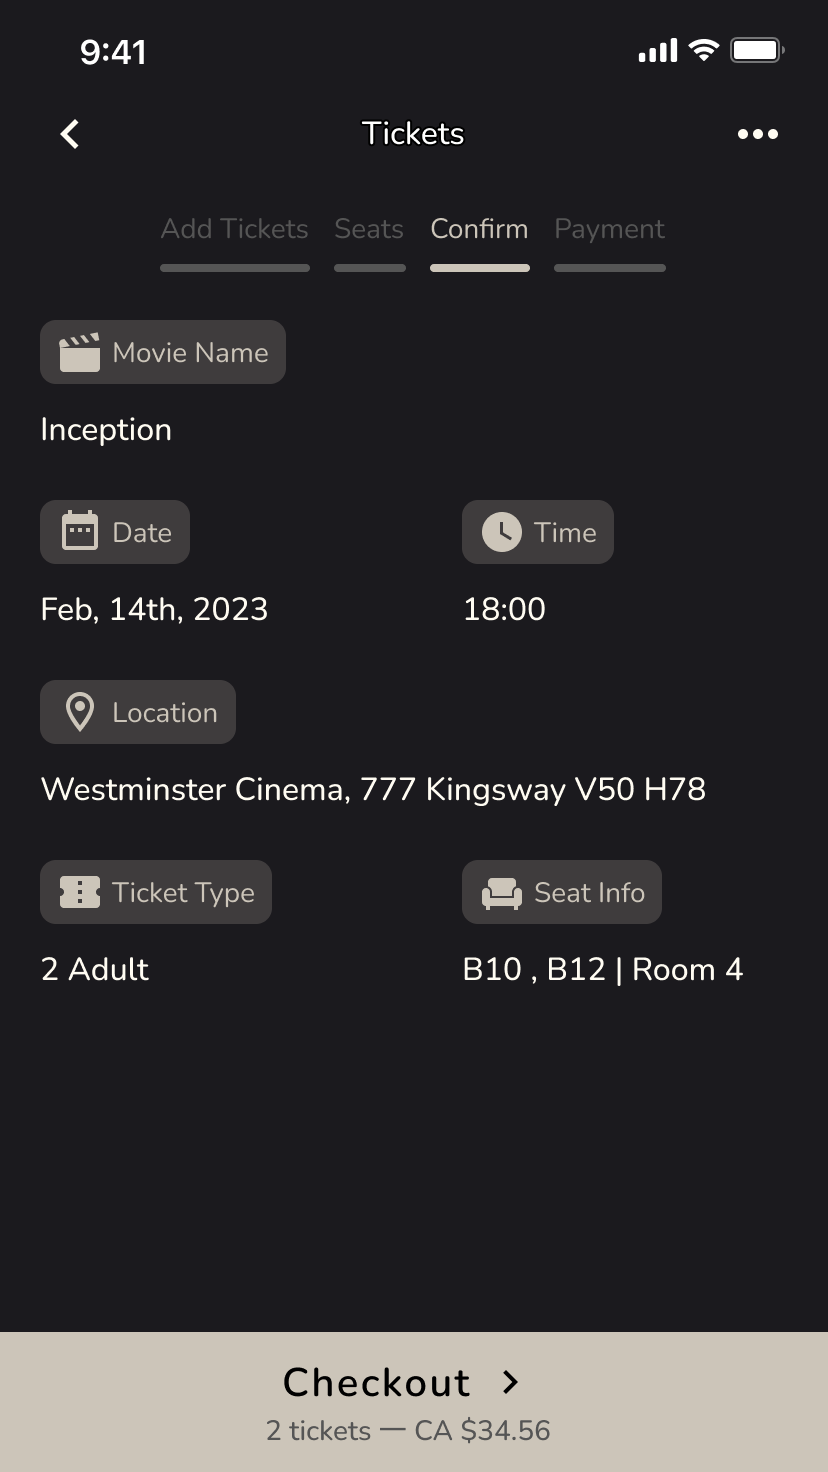 9:41
Tickets
Add Tickets Seats Confirm Payment
Movie Name
Inception
Date Time
Feb, 14th, 2023 18:00
Location
Westminster Cinema, 777 Kingsway V50 H78
Ticket Type Seat Info
2 Adult B10 , B12 | Room 4
Checkout
2 tickets — CA $34.56